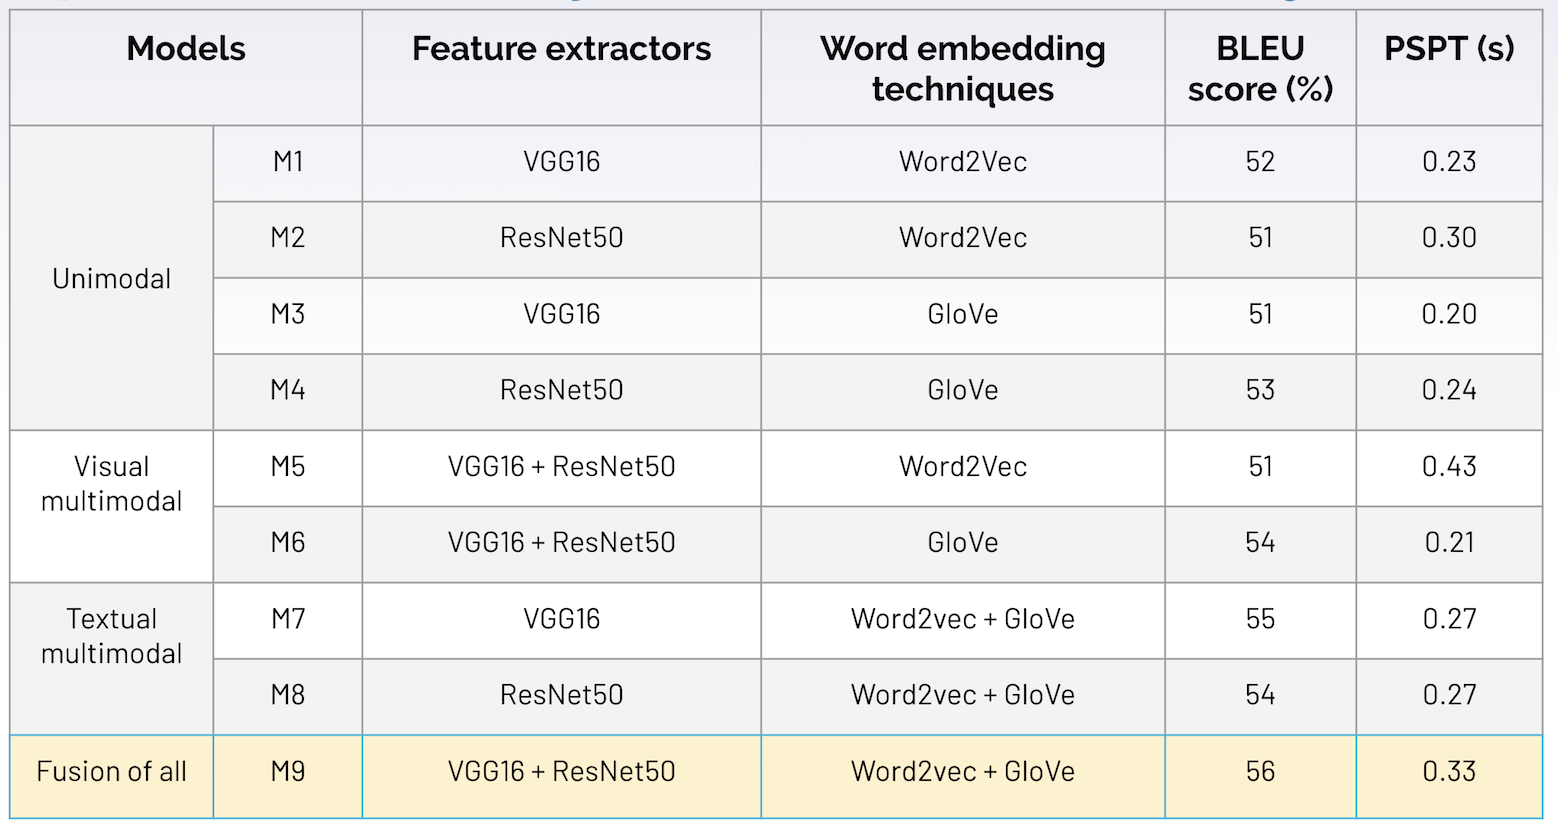 Models Feature extractors Word embedding techniques BLEU score (%) PSPT (s)
Unimodal M1 VGG16 Word2Vec 52 0.23
M2 ResNet50 Word2Vec 51 0.30
M3 VGG16 GloVe 51 0.20
M4 ResNet50 GloVe 53 0.24
Visual multimodal M5 VGG16 + ResNet50 Word2Vec 51 0.43
M6 VGG16 + ResNet50 GloVe 54 0.21
Textual multimodal M7 VGG16 Word2vec + GloVe 55 0.27
M8 ResNet50 Word2vec + GloVe 54 0.27
Fusion of all M9 VGG16 + ResNet50 Word2vec + GloVe 56 0.33